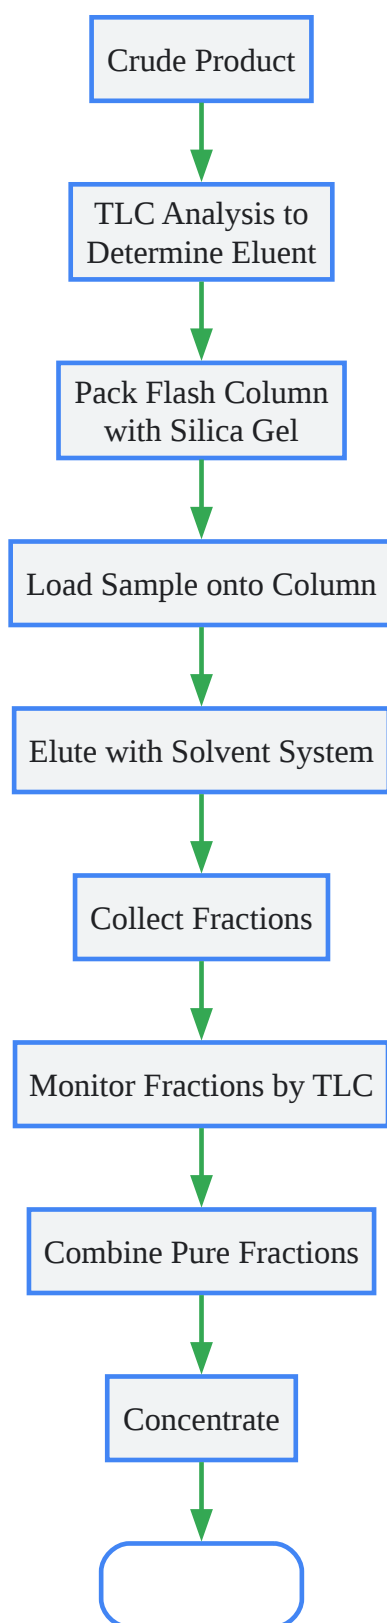 Crude Product
TLC Analysis to
Determine Eluent
Pack Flash Column
with Silica Gel
Load Sample onto Column
Elute with Solvent System
Collect Fractions
Monitor Fractions by TLC
Combine Pure Fractions
Concentrate